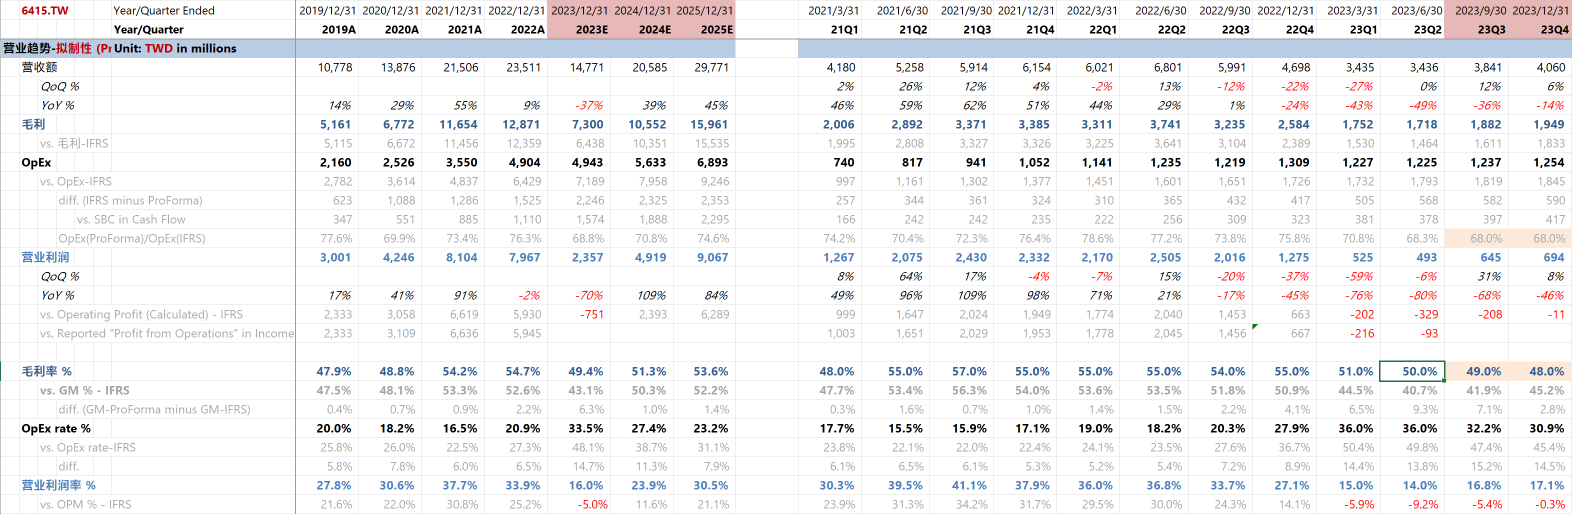 6415.TW Year/Quarter Ended 2019/12/31 2020/12/31 2021/12/31 2022/12/31 2023/12/31 2024/12/31 2025/12/31 2021/3/31 2021/6/30 2021/9/30 2021/12/31 2022/3/31 2022/6/30 2022/9/30 2022/12/31 2023/3/31 2023/6/30 2023/9/30 2023/12/31
Year/Quarter 2019A 2020A 2021A 2022A 2023E 2024E 2025E 21Q1 21Q2 21Q3 21Q4 22Q1 22Q2 22Q3 22Q4 23Q1 23Q2 23Q3 23Q4
营业趋势-拟制性 (Pr Unit: TWD in millions
营收额 10,778 13,876 21,506 23,511 14,771 20,585 29,771 4,180 5,258 5,914 6,154 6,021 6,801 5,991 4,698 3,435 3,436 3,841 4,060
QoQ % 2% 26% 12% 4% -2% 13% -12% -22% -27% 0% 12% 6%
YoY % 14% 29% 55% 9% -37% 39% 45% 46% 59% 62% 51% 44% 29% 1% -24% -43% -49% -36% -14%
毛利 5,161 6,772 11,654 12,871 7,300 10,552 15,961 2,006 2,892 3,371 3,385 3,311 3,741 3,235 2,584 1,752 1,718 1,882 1,949
vs. 毛利-IFRS 5,115 6,672 11,456 12,359 6,438 10,351 15,535 1,995 2,808 3,327 3,326 3,225 3,641 3,104 2,389 1,530 1,464 1,611 1,833
OpEx 2,160 2,526 3,550 4,904 4,943 5,633 6,893 740 817 941 1,052 1,141 1,235 1,219 1,309 1,227 1,225 1,237 1,254
vs. OpEx-IFRS 2,782 3,614 4,837 6,429 7,189 7,958 9,246 997 1,161 1,302 1,377 1,451 1,601 1,651 1,726 1,732 1,793 1,819 1,845
diff. (IFRS minus ProForma) 623 1,088 1,286 1,525 2,246 2,325 2,353 257 344 361 324 310 365 432 417 505 568 582 590
vs. SBC in Cash Flow 347 551 885 1,110 1,574 1,888 2,295 166 242 242 235 222 256 309 323 381 378 397 417
OpEx(ProForma)/OpEx(IFRS) 77.6% 69.9% 73.4% 76.3% 68.8% 70.8% 74.6% 74.2% 70.4% 72.3% 76.4% 78.6% 77.2% 73.8% 75.8% 70.8% 68.3% 68.0% 68.0%
营业利润 3,001 4,246 8,104 7,967 2,357 4,919 9,067 1,267 2,075 2,430 2,332 2,170 2,505 2,016 1,275 525 493 645 694
QoQ % 8% 64% 17% -4% -7% 15% -20% -37% -59% -6% 31% 8%
YoY % 17% 41% 91% -2% -70% 109% 84% 49% 96% 109% 98% 71% 21% -17% -45% -76% -80% -68% -46%
vs. Operating Profit (Calculated) - IFRS 2,333 3,058 6,619 5,930 -751 2,393 6,289 999 1,647 2,024 1,949 1,774 2,040 1,453 663 -202 -329 -208 -11
vs. Reported "Profit from Operations" in Income 2,333 3,109 6,636 5,945 1,003 1,651 2,029 1,953 1,778 2,045 1,456 667 -216 -93
毛利率 % 47.9% 48.8% 54.2% 54.7% 49.4% 51.3% 53.6% 48.0% 55.0% 57.0% 55.0% 55.0% 55.0% 54.0% 55.0% 51.0% 50.0% 49.0% 48.0%
vs. GM % - IFRS 47.5% 48.1% 53.3% 52.6% 43.1% 50.3% 52.2% 47.7% 53.4% 56.3% 54.0% 53.6% 53.5% 51.8% 50.9% 44.5% 40.7% 41.9% 45.2%
diff. (GM-ProForma minus GM-IFRS) 0.4% 0.7% 0.9% 2.2% 6.3% 1.0% 1.4% 0.3% 1.6% 0.7% 1.0% 1.4% 1.5% 2.2% 4.1% 6.5% 9.3% 7.1% 2.8%
OpEx rate % 20.0% 18.2% 16.5% 20.9% 33.5% 27.4% 23.2% 17.7% 15.5% 15.9% 17.1% 19.0% 18.2% 20.3% 27.9% 36.0% 36.0% 32.2% 30.9%
vs. OpEx rate-IFRS 25.8% 26.0% 22.5% 27.3% 48.1% 38.7% 31.1% 23.8% 22.1% 22.0% 22.4% 24.1% 23.5% 27.6% 36.7% 50.4% 49.8% 47.4% 45.4%
diff. 5.8% 7.8% 6.0% 6.5% 14.7% 11.3% 7.9% 6.1% 6.5% 6.1% 5.3% 5.2% 5.4% 7.2% 8.9% 14.4% 13.8% 15.2% 14.5%
营业利润率 % 27.8% 30.6% 37.7% 33.9% 16.0% 23.9% 30.5% 30.3% 39.5% 41.1% 37.9% 36.0% 36.8% 33.7% 27.1% 15.0% 14.0% 16.8% 17.1%
vs. OPM % - IFRS 21.6% 22.0% 30.8% 25.2% -5.0% 11.6% 21.1% 23.9% 31.3% 34.2% 31.7% 29.5% 30.0% 24.3% 14.1% -5.9% -9.2% -5.4% -0.3%